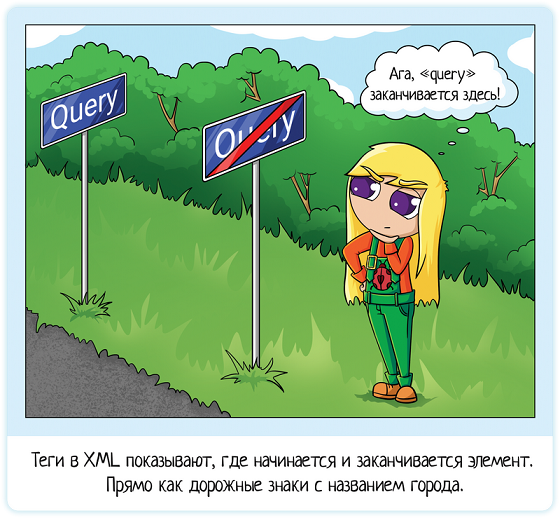 Query
Query
Ага, «query»
заканчивается здесь!
Теги в XML показывают, где начинается и заканчивается элемент.
Прямо как дорожные знаки с названием города.